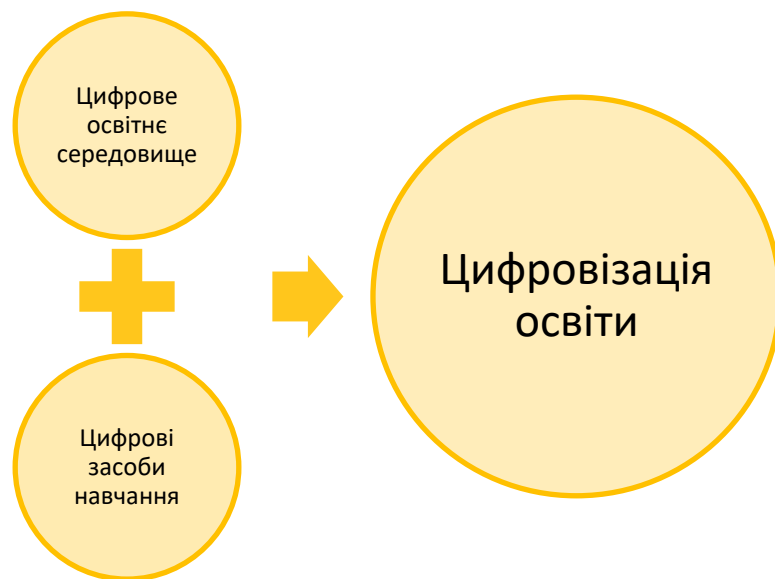 Цифрове
освітнє
середовище
Цифрові
засоби
навчання
Цифровізація
освіти